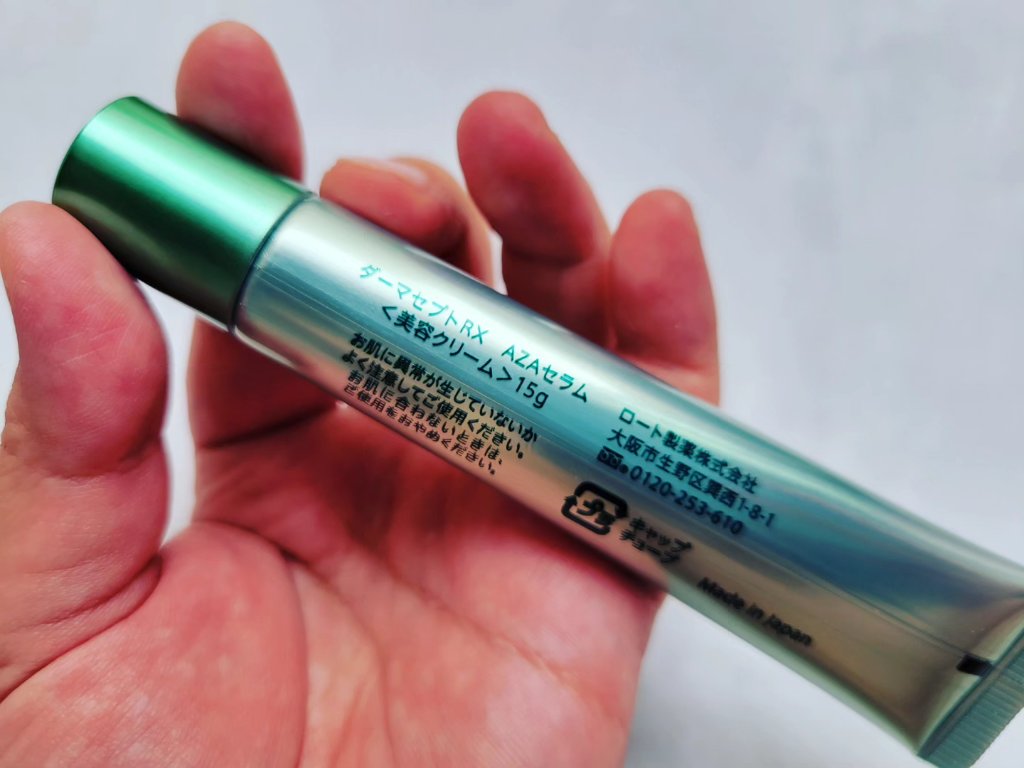 ダーマセプトRX AZAセラム
<美容クリーム>15g
お肌に異常が生じていないか
よく注意してご使用ください。
お肌に合わないときは、
ご使用をおやめください。
ロート製薬株式会社
大阪市生野区巽西1-8-1
0120-253-610
プラ
キャップ
チューブ
Made in Japan